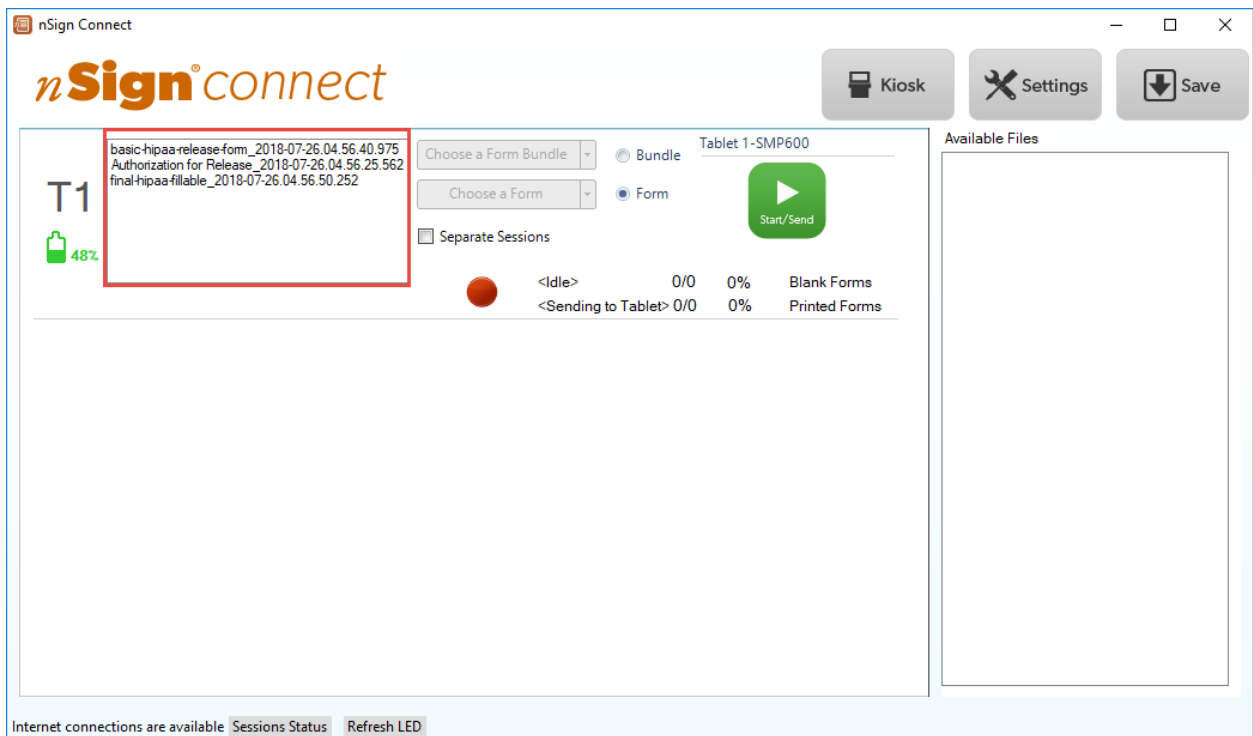 nSign Connect
nSign® connect
Kiosk
Settings
Save
T1
48%
basic-hipaa-release-form_2018-07-26.04.56.40.975
Authorization for Release_2018-07-26.04.56.25.562
final-hipaa-fillable_2018-07-26.04.56.50.252
Choose a Form Bundle
Bundle
Choose a Form
Form
Separate Sessions
Tablet 1-SMP600
Start/Send
<Idle> 0/0 0% Blank Forms
<Sending to Tablet> 0/0 0% Printed Forms
Available Files
Internet connections are available Sessions Status Refresh LED